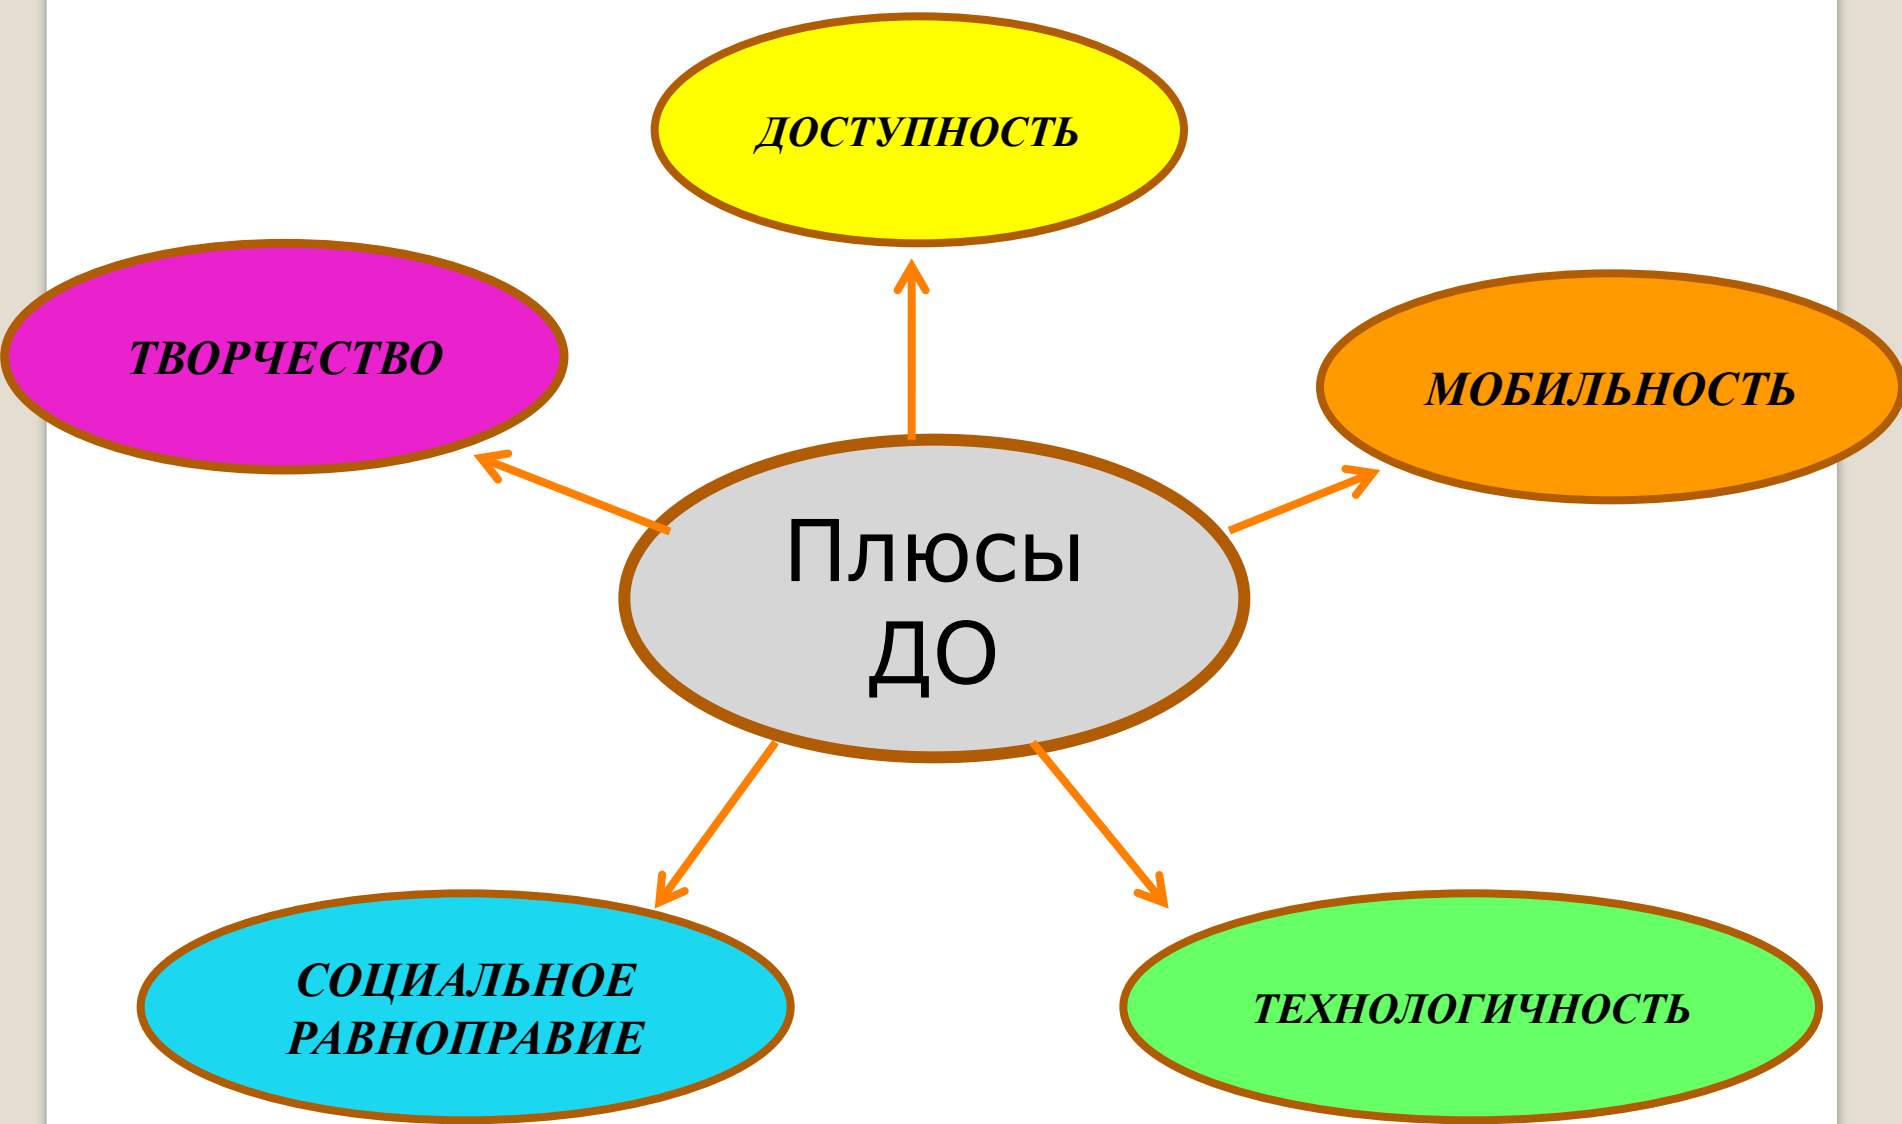 ДОСТУПНОСТЬ
ТВОРЧЕСТВО
МОБИЛЬНОСТЬ
Плюсы
ДО
СОЦИАЛЬНОЕ
РАВНОПРАВИЕ
ТЕХНОЛОГИЧНОСТЬ